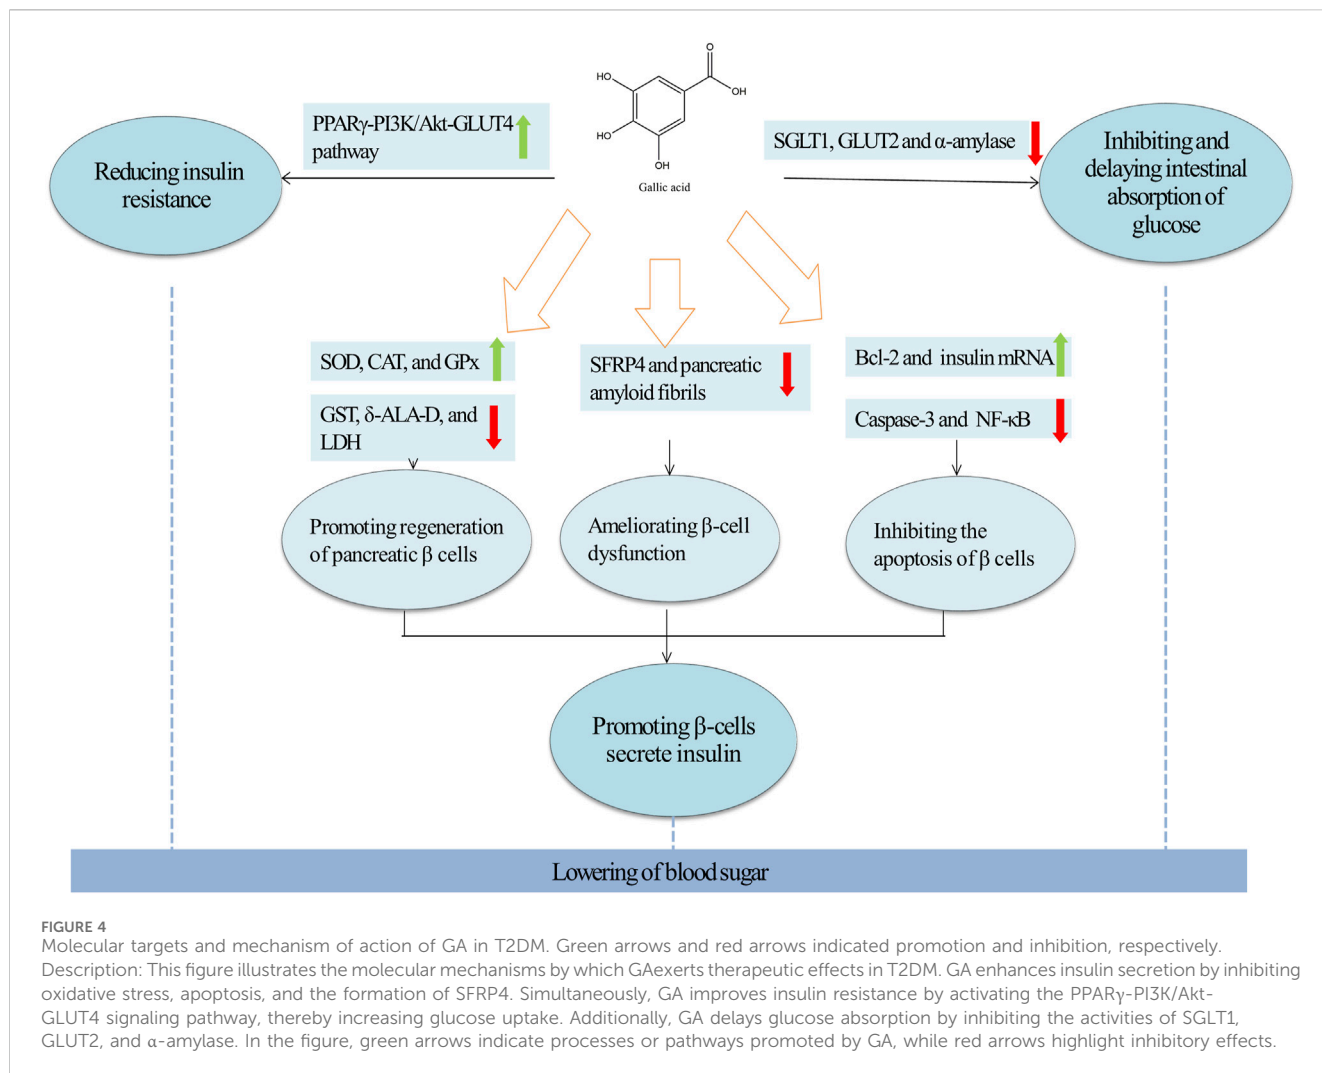 O
HO
OH
HO
OH
Gallic acid
PPARγ-PI3K/Akt-GLUT4
pathway
SGLT1, GLUT2 and α-amylase
Reducing insulin
resistance
Inhibiting and
delaying intestinal
absorption of
glucose
SOD, CAT, and GPx
GST, δ-ALA-D, and
LDH
SFRP4 and pancreatic
amyloid fibrils
Bcl-2 and insulin mRNA
Caspase-3 and NF-κB
Promoting regeneration
of pancreatic β cells
Ameliorating β-cell
dysfunction
Inhibiting the
apoptosis of β cells
Promoting β-cells
secrete insulin
Lowering of blood sugar
FIGURE 4
Molecular targets and mechanism of action of GA in T2DM. Green arrows and red arrows indicated promotion and inhibition, respectively.
Description: This figure illustrates the molecular mechanisms by which GAexerts therapeutic effects in T2DM. GA enhances insulin secretion by inhibiting
oxidative stress, apoptosis, and the formation of SFRP4. Simultaneously, GA improves insulin resistance by activating the PPARγ-PI3K/Akt-
GLUT4 signaling pathway, thereby increasing glucose uptake. Additionally, GA delays glucose absorption by inhibiting the activities of SGLT1,
GLUT2, and α-amylase. In the figure, green arrows indicate processes or pathways promoted by GA, while red arrows highlight inhibitory effects.